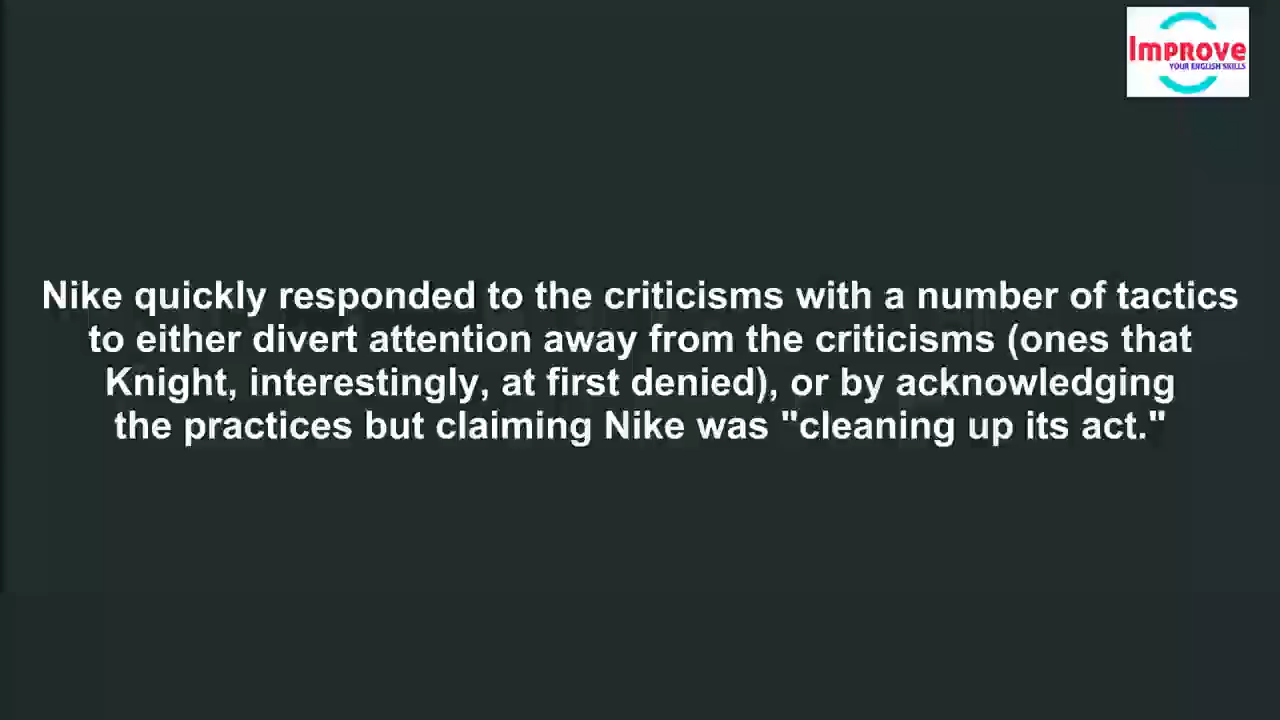 Improve
YOUR ENGLISH SKILLS
Nike quickly responded to the criticisms with a number of tactics
to either divert attention away from the criticisms (ones that
Knight, interestingly, at first denied), or by acknowledging
the practices but claiming Nike was "cleaning up its act."